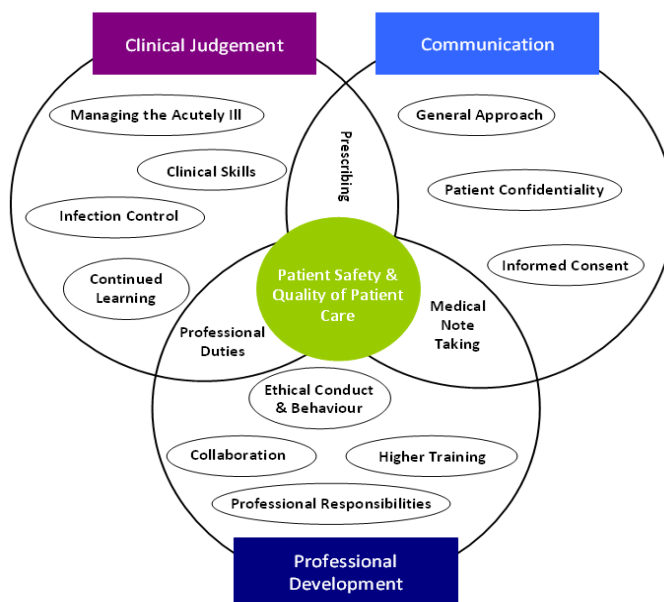 Clinical Judgement
Communication
Managing the Acutely Ill
General Approach
Prescribing
Clinical Skills
Patient Confidentiality
Infection Control
Informed Consent
Continued
Learning
Patient Safety &
Quality of Patient
Care
Professional
Duties
Medical
Note
Taking
Ethical Conduct
& Behaviour
Collaboration
Higher Training
Professional Responsibilities
Professional
Development